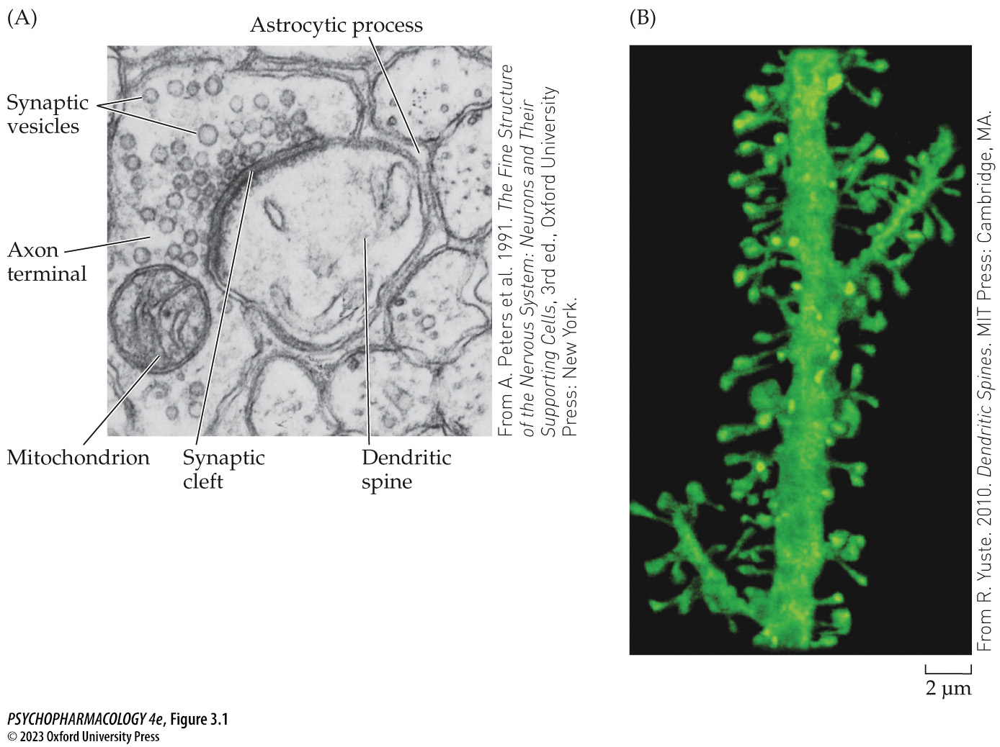 (A)
Astrocytic process
Synaptic
vesicles
Axon
terminal
Mitochondrion
Synaptic
cleft
Dendritic
spine
From A. Peters et al. 1991. The Fine Structure
of the Nervous System: Neurons and Their
Supporting Cells, 3rd ed., Oxford University
Press: New York.
(B)
From R. Yuste. 2010. Dendritic Spines. MIT Press: Cambridge, MA.
2 µm
PSYCHOPHARMACOLOGY 4e, Figure 3.1
© 2023 Oxford University Press